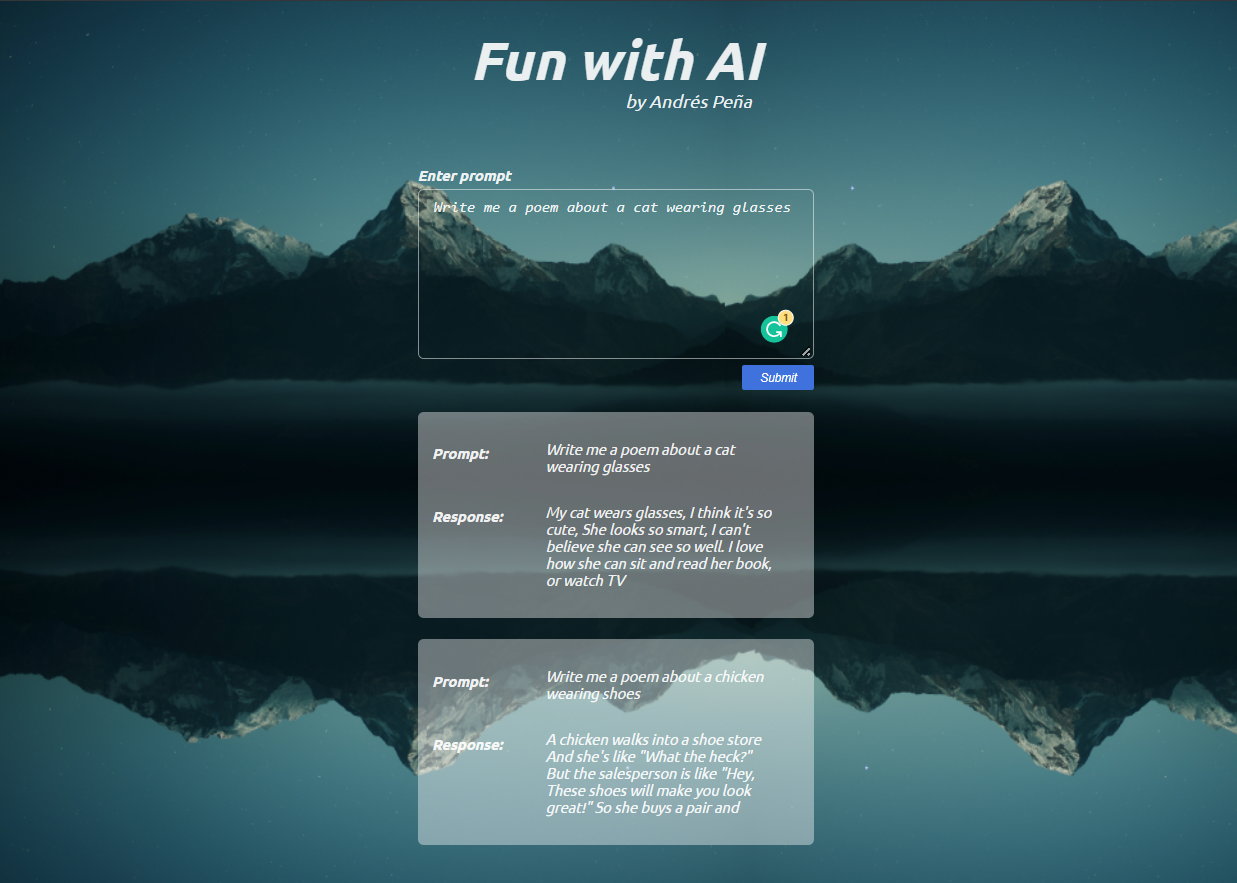 Fun with AI
by Andrés Peña
Enter prompt
Write me a poem about a cat wearing glasses
1
Submit
Prompt:
Write me a poem about a cat
wearing glasses
Response:
My cat wears glasses, I think it's so
cute, She looks so smart, I can't
believe she can see so well. I love
how she can sit and read her book,
or watch TV
Prompt:
Write me a poem about a chicken
wearing shoes
Response:
A chicken walks into a shoe store
And she's like "What the heck?"
But the salesperson is like "Hey,
These shoes will make you look
great!" So she buys a pair and